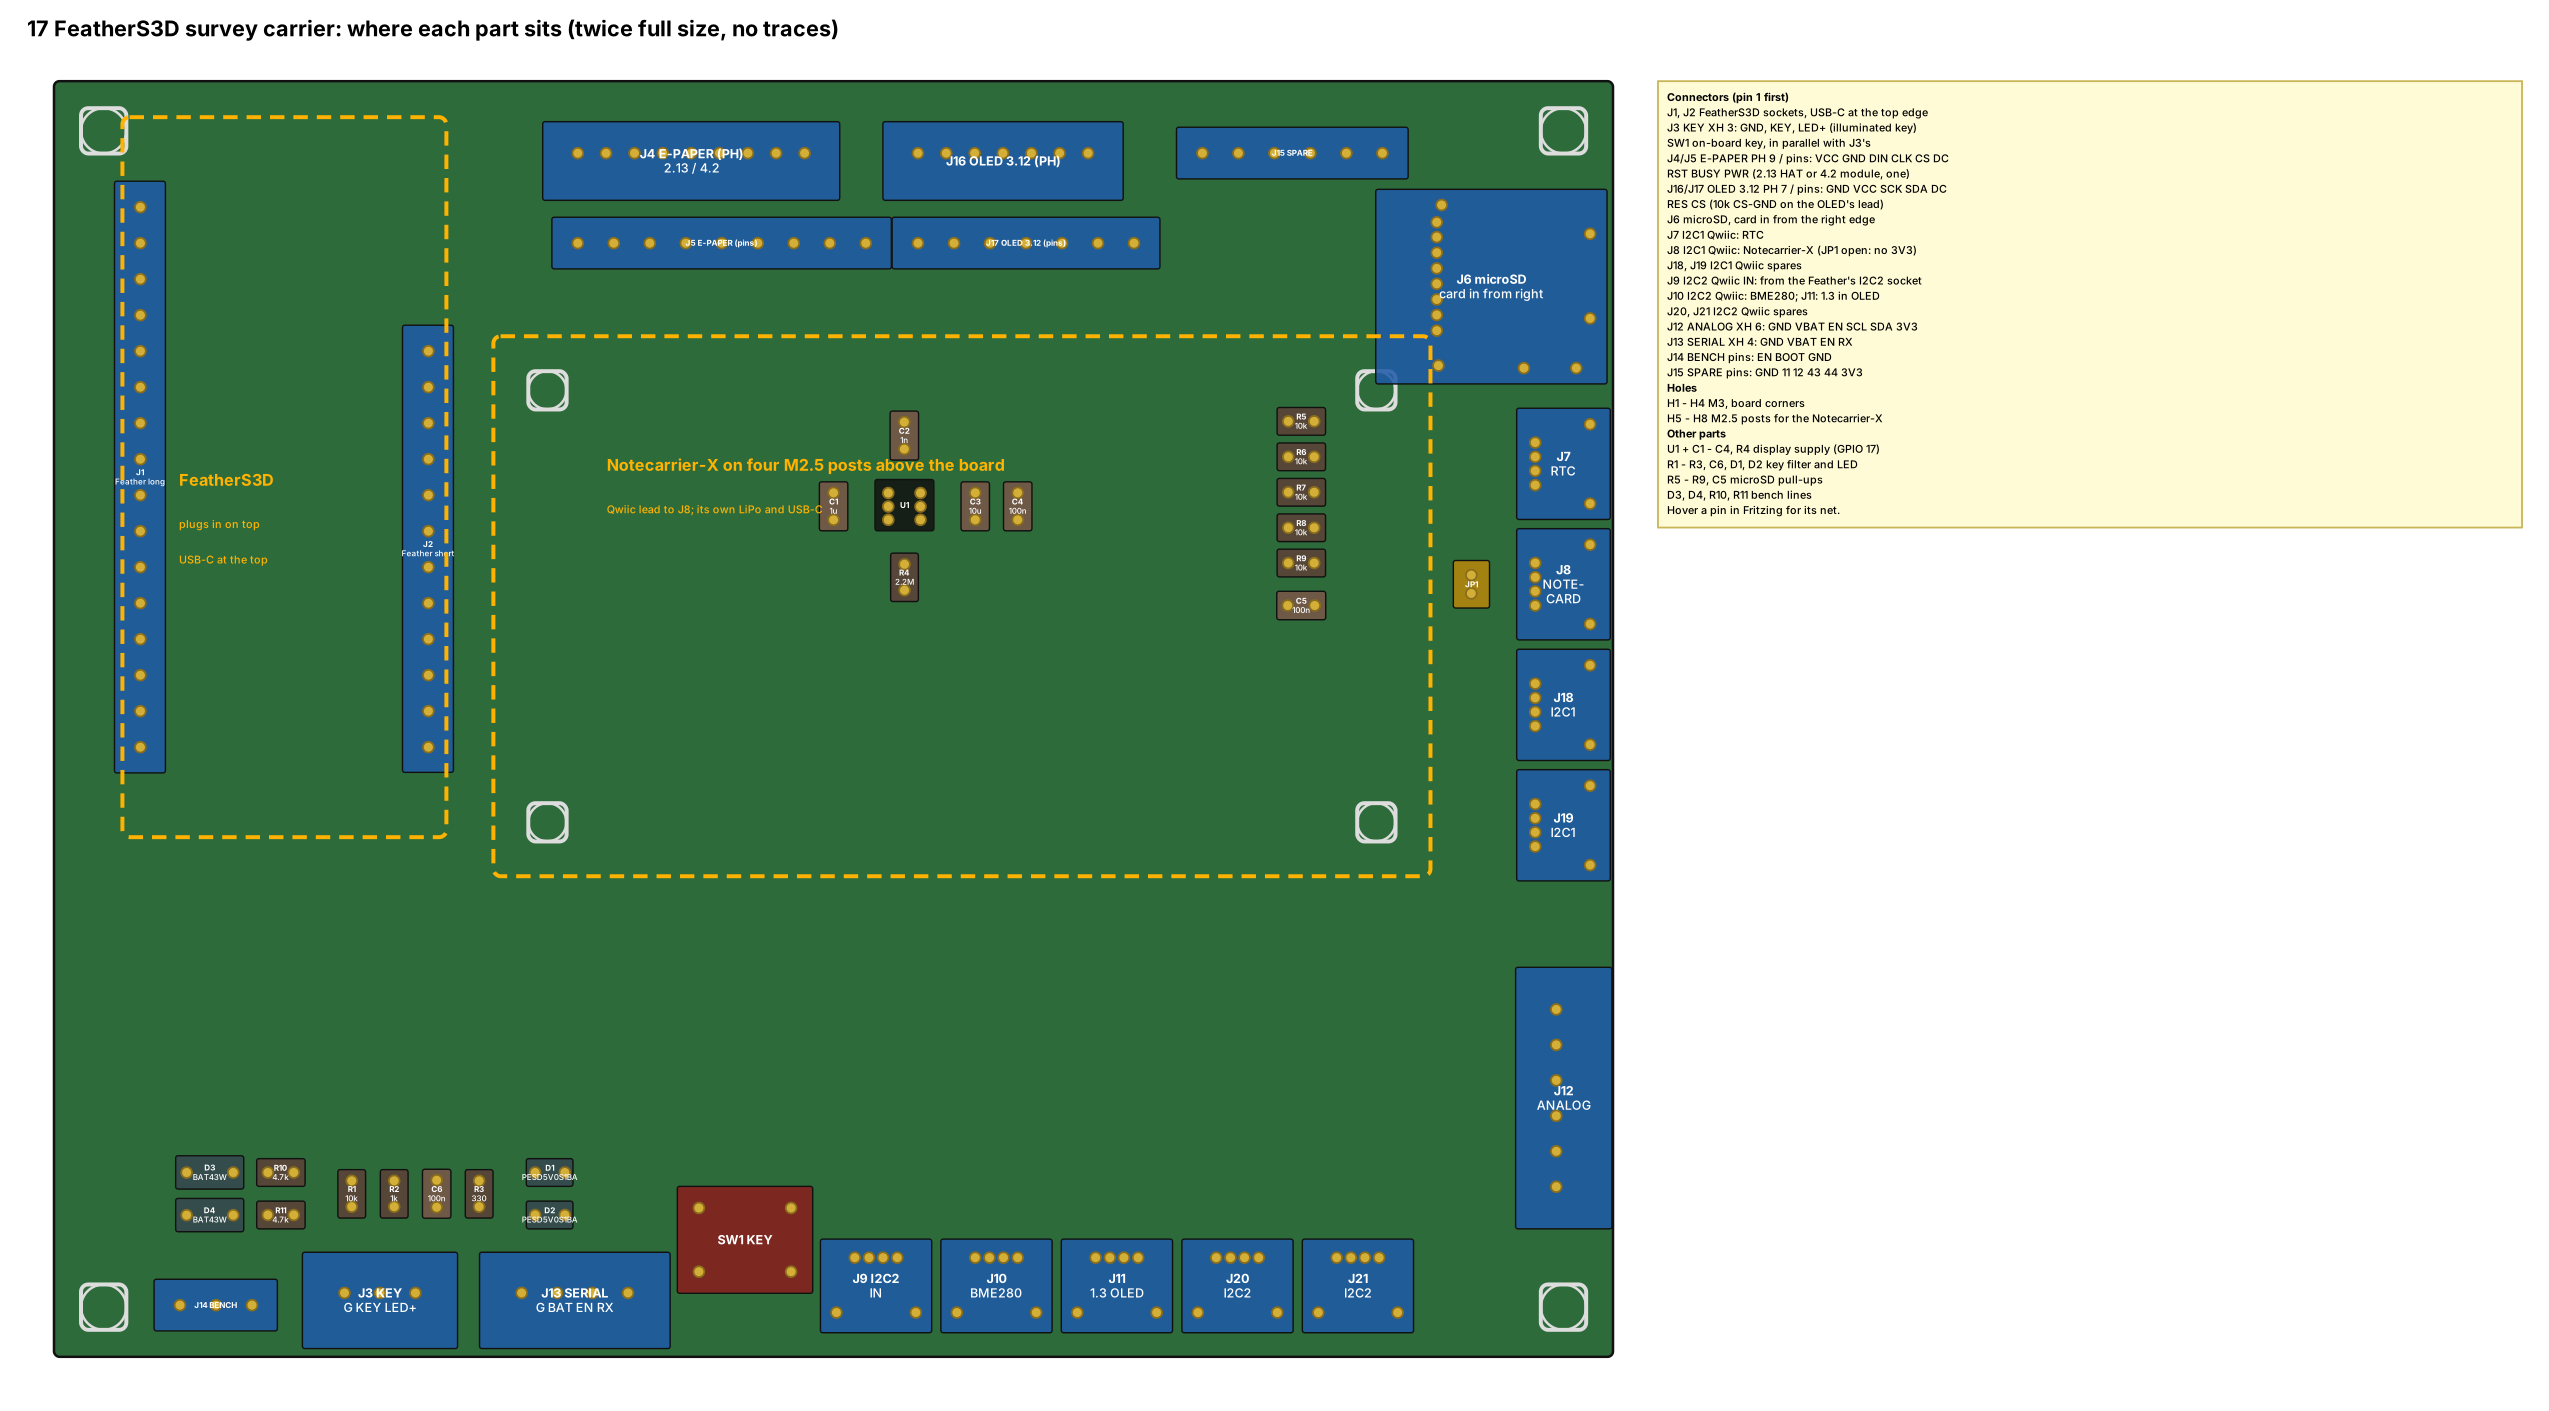 17 FeatherS3D survey carrier: where each part sits (twice full size, no traces)
J4 E-PAPER (PH)
2.13 / 4.2
J16 OLED 3.12 (PH)
J15 SPARE
J5 E-PAPER (pins)
J17 OLED 3.12 (pins)
J6 microSD
card in from right
J1
Feather long
J2
Feather short
FeatherS3D
plugs in on top
USB-C at the top
Notecarrier-X on four M2.5 posts above the board
Qwiic lead to J8; its own LiPo and USB-C
C2
1n
C1
1u
U1
C3
10u
C4
100n
R4
2.2M
R5
10k
R6
10k
R7
10k
R8
10k
R9
10k
C5
100n
JP1
J7
RTC
J8
NOTE-
CARD
J18
I2C1
J19
I2C1
J12
ANALOG
D3
BAT43W
R10
4.7k
D4
BAT43W
R11
4.7k
R1
10k
R2
1k
C6
100n
R3
330
D1
PESD5V0S1BA
D2
PESD5V0S1BA
SW1 KEY
J14 BENCH
J3 KEY
G KEY LED+
J13 SERIAL
G BAT EN RX
J9 I2C2
IN
J10
BME280
J11
1.3 OLED
J20
I2C2
J21
I2C2
Connectors (pin 1 first)
J1, J2 FeatherS3D sockets, USB-C at the top edge
J3 KEY XH 3: GND, KEY, LED+ (illuminated key)
SW1 on-board key, in parallel with J3's
J4/J5 E-PAPER PH 9 / pins: VCC GND DIN CLK CS DC
RST BUSY PWR (2.13 HAT or 4.2 module, one)
J16/J17 OLED 3.12 PH 7 / pins: GND VCC SCK SDA DC
RES CS (10k CS-GND on the OLED's lead)
J6 microSD, card in from the right edge
J7 I2C1 Qwiic: RTC
J8 I2C1 Qwiic: Notecarrier-X (JP1 open: no 3V3)
J18, J19 I2C1 Qwiic spares
J9 I2C2 Qwiic IN: from the Feather's I2C2 socket
J10 I2C2 Qwiic: BME280; J11: 1.3 in OLED
J20, J21 I2C2 Qwiic spares
J12 ANALOG XH 6: GND VBAT EN SCL SDA 3V3
J13 SERIAL XH 4: GND VBAT EN RX
J14 BENCH pins: EN BOOT GND
J15 SPARE pins: GND 11 12 43 44 3V3
Holes
H1 - H4 M3, board corners
H5 - H8 M2.5 posts for the Notecarrier-X
Other parts
U1 + C1 - C4, R4 display supply (GPIO 17)
R1 - R3, C6, D1, D2 key filter and LED
R5 - R9, C5 microSD pull-ups
D3, D4, R10, R11 bench lines
Hover a pin in Fritzing for its net.